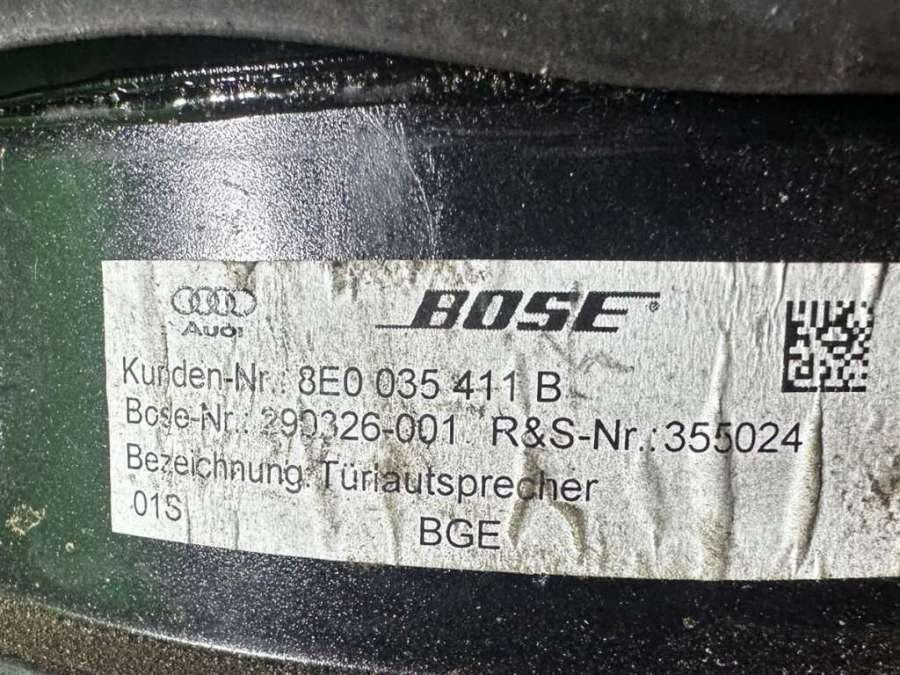 Audi
BOSE
Kunden-Nr.: 8E0 035 411 B
Bose-Nr.: 290326-001 R&S-Nr.:355024
Bezeichnung: Türlautsprecher
01S
BGE